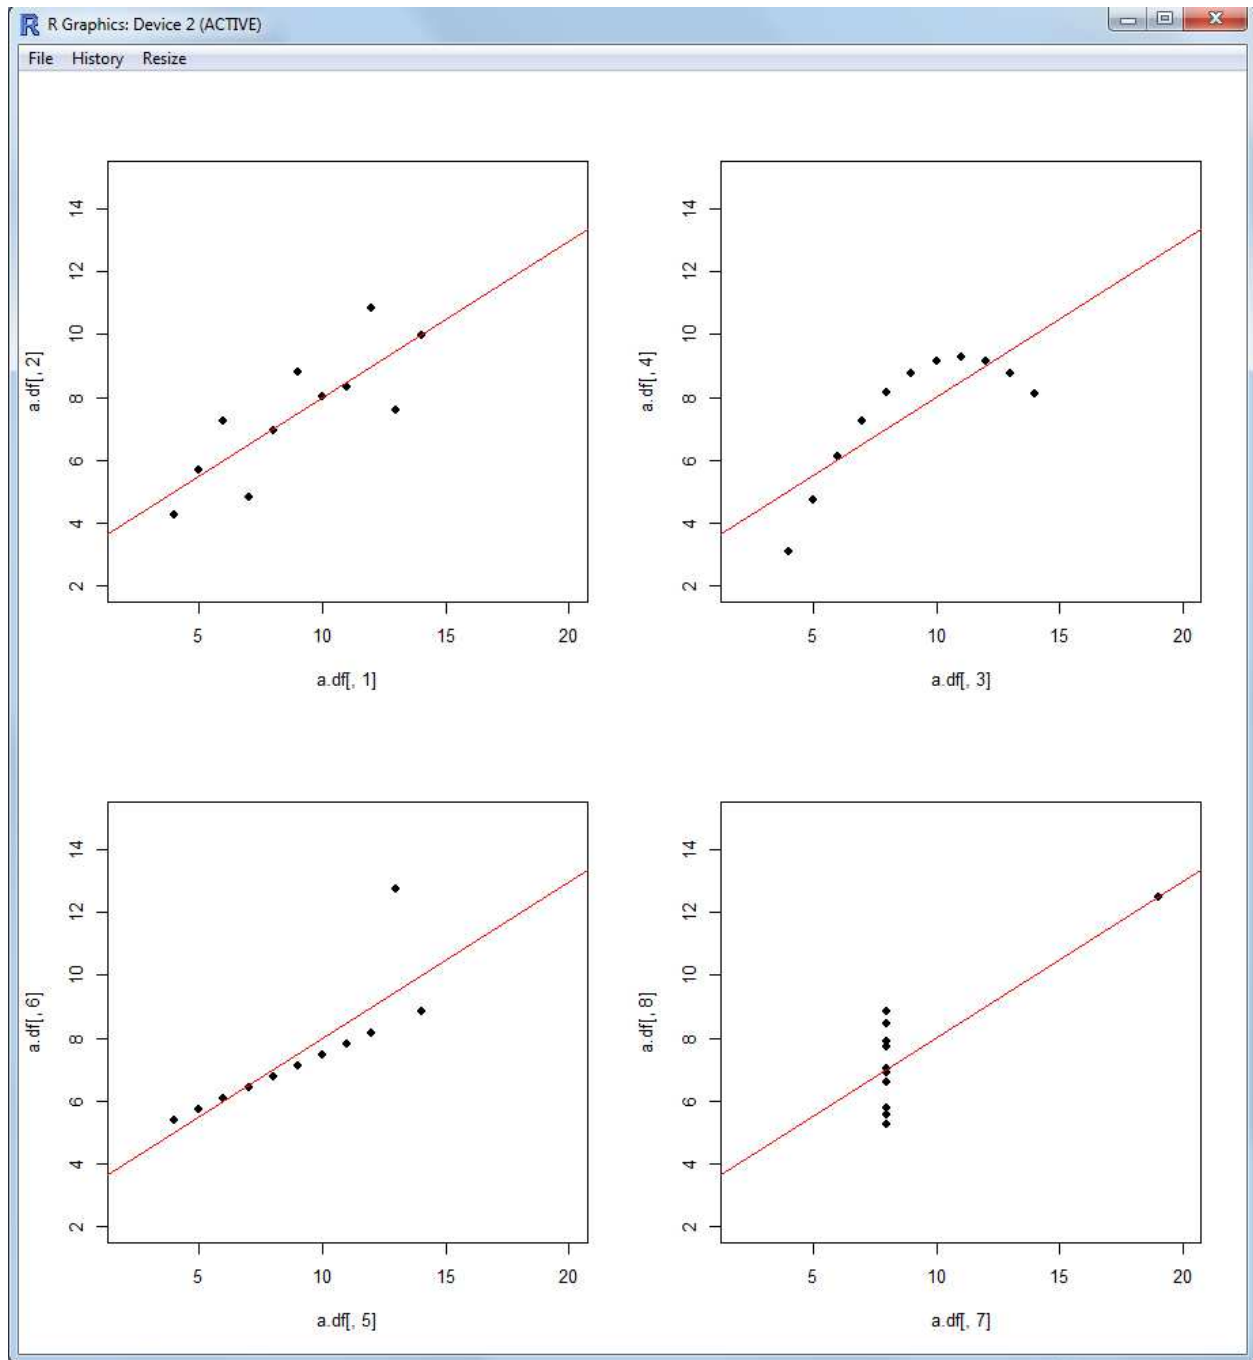 R Graphics: Device 2 (ACTIVE)
File History Resize
14
12
10
8
6
4
2
a.df[, 2]
5 10 15 20
a.df[, 1]
14
12
10
8
6
4
2
a.df[, 4]
5 10 15 20
a.df[, 3]
14
12
10
8
6
4
2
a.df[, 6]
5 10 15 20
a.df[, 5]
14
12
10
8
6
4
2
a.df[, 8]
5 10 15 20
a.df[, 7]